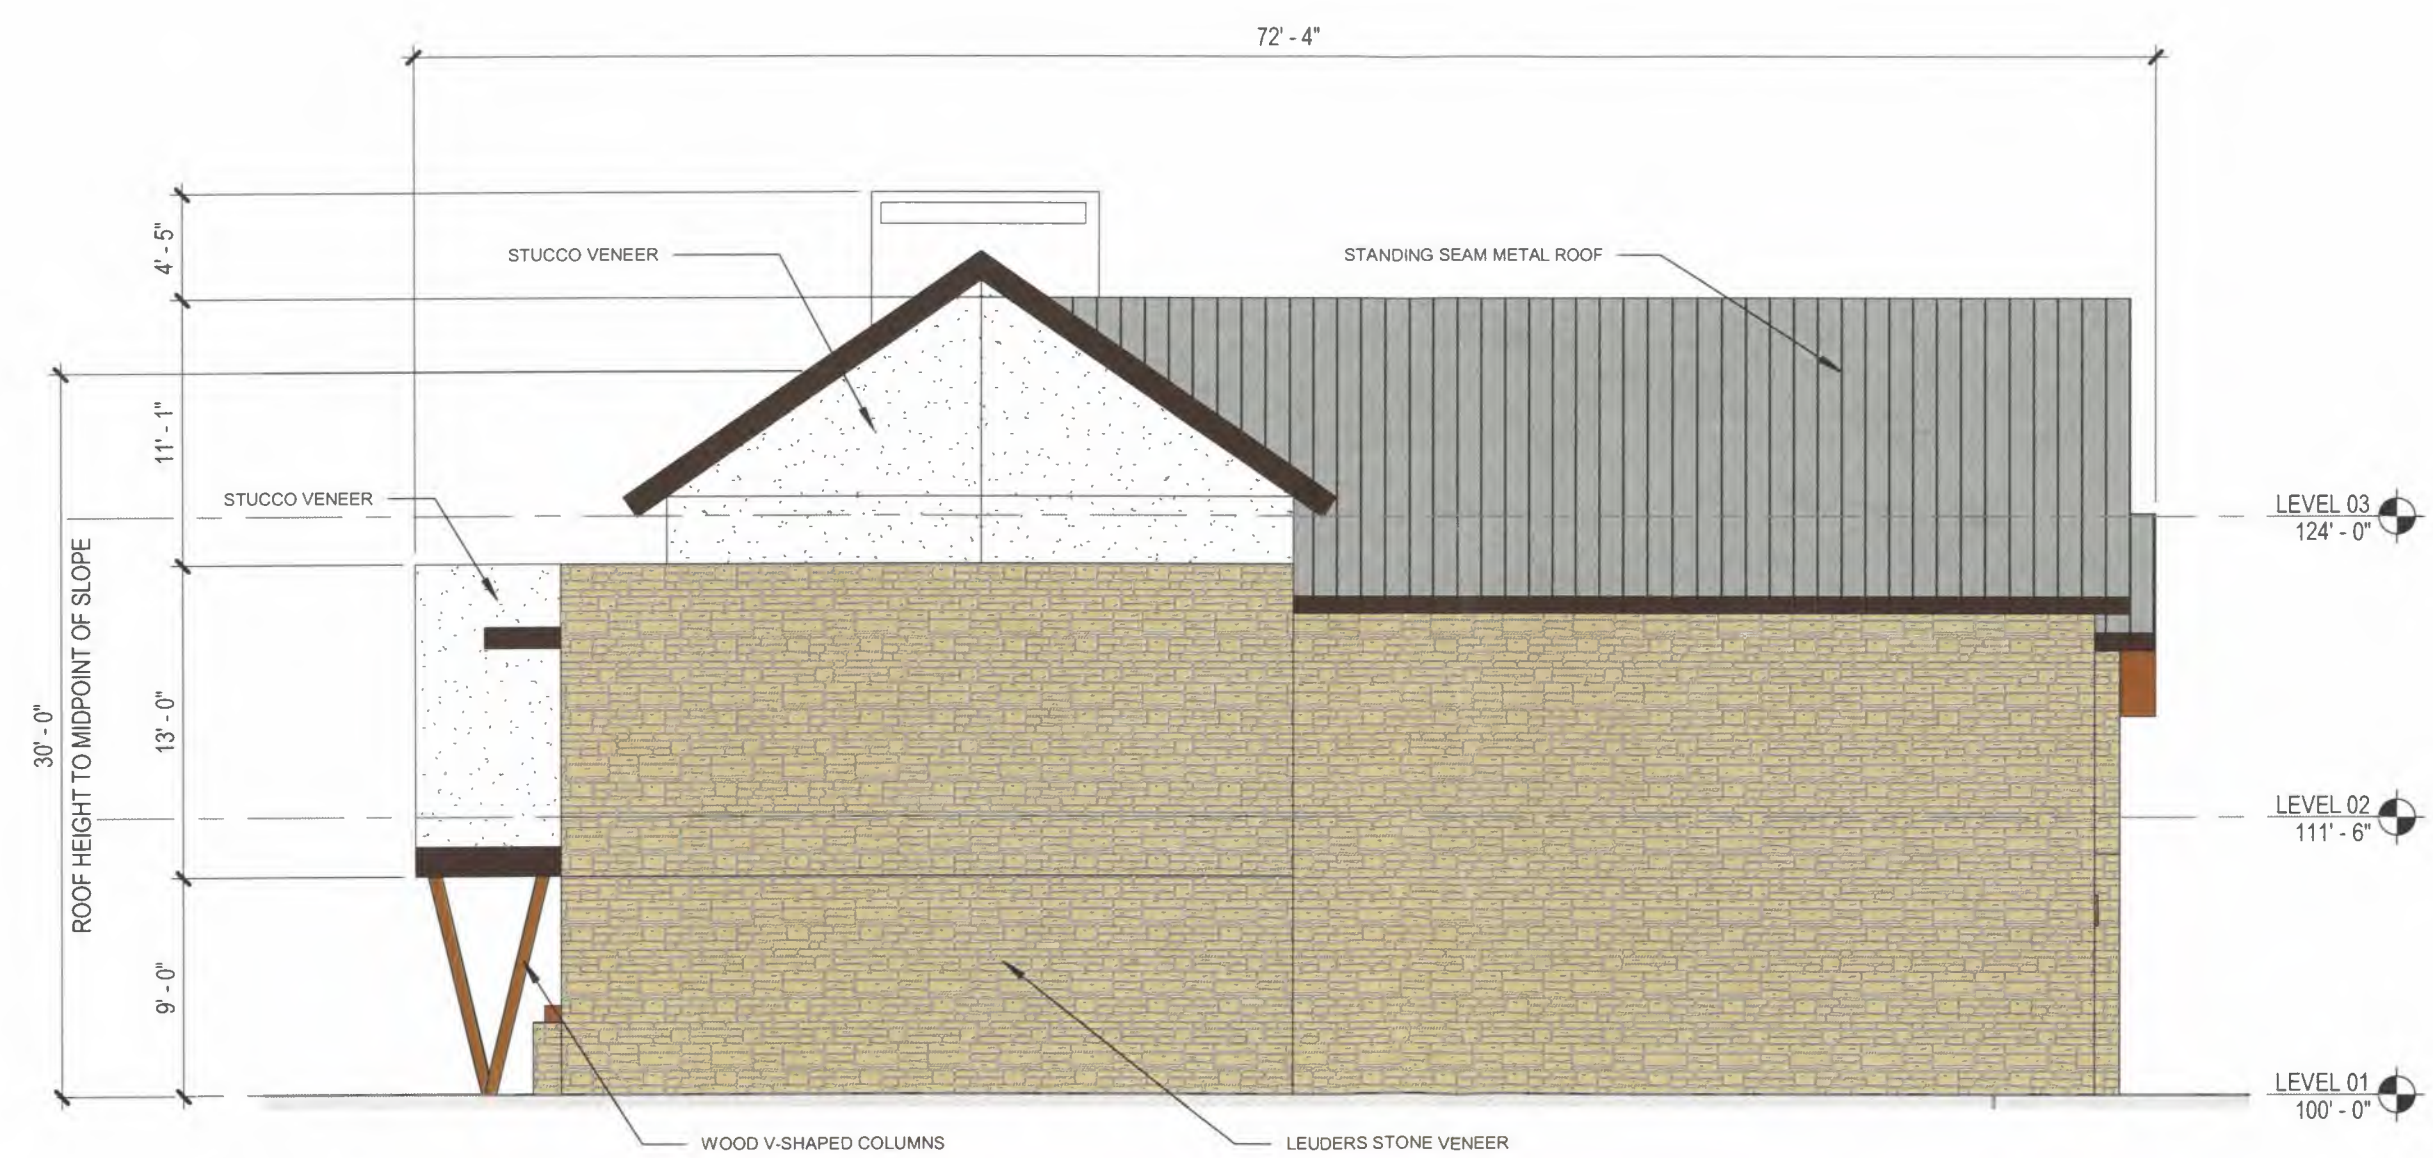 72' - 4"
4' - 5"
STUCCO VENEER
STANDING SEAM METAL ROOF
11' - 1"
STUCCO VENEER
LEVEL 03
124' - 0"
30' - 0"
ROOF HEIGHT TO MIDPOINT OF SLOPE
13' - 0"
LEVEL 02
111' - 6"
9' - 0"
LEVEL 01
100' - 0"
WOOD V-SHAPED COLUMNS
LEUDERS STONE VENEER